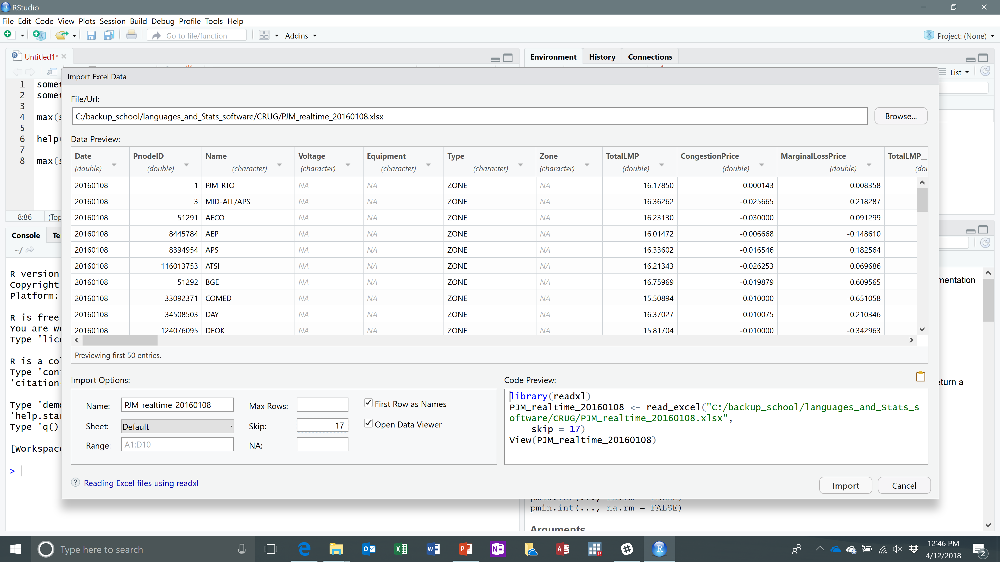 RStudio
File Edit Code View Plots Session Build Debug Profile Tools Help
Go to file/function Addins Project: (None)
Untitled1* Environment History Connections
List
1 somet
2 somet
3
4 max(s
5
6 help(
7
8 max(s
8:86 (Top
Import Excel Data
File/Url:
C:/backup_school/languages_and_Stats_software/CRUG/PJM_realtime_20160108.xlsx Browse...
Data Preview:
Date PnodeID Name Voltage Equipment Type Zone TotalLMP CongestionPrice MarginalLossPrice TotalLMP_
(double) (double) (character) (character) (character) (character) (character) (double) (double) (double) (dou
20160108 1 PJM-RTO NA NA ZONE NA 16.17850 0.000143 0.008358
20160108 3 MID-ATL/APS NA NA ZONE NA 16.36262 -0.025665 0.218287
20160108 51291 AECO NA NA ZONE NA 16.23130 -0.030000 0.091299
20160108 8445784 AEP NA NA ZONE NA 16.01472 -0.006668 -0.148610
20160108 8394954 APS NA NA ZONE NA 16.33602 -0.016546 0.182564
20160108 116013753 ATSI NA NA ZONE NA 16.21343 -0.026253 0.069686
20160108 51292 BGE NA NA ZONE NA 16.75969 -0.019879 0.609565
20160108 33092371 COMED NA NA ZONE NA 15.50894 -0.010000 -0.651058
20160108 34508503 DAY NA NA ZONE NA 16.37027 -0.010075 0.210346
20160108 124076095 DEOK NA NA ZONE NA 15.81704 -0.010000 -0.342963
Previewing first 50 entries.
Import Options:
Name: PJM_realtime_20160108 Max Rows: First Row as Names
Sheet: Default Skip: 17 Open Data Viewer
Range: A1:D10 NA:
Code Preview:
library(readxl)
PJM_realtime_20160108 <- read_excel("C:/backup_school/languages_and_Stats_s
oftware/CRUG/PJM_realtime_20160108.xlsx",
skip = 17)
View(PJM_realtime_20160108)
Reading Excel files using readxl
Import Cancel
Console Te
~/
R version
Copyright
Platform:
R is free
You are we
Type 'lice
R is a col
Type 'cont
'citation(
Type 'demo
'help.star
Type 'q()
[Workspace
>
mentation
turn a
pmax.int(..., na.rm = FALSE)
pmin.int(..., na.rm = FALSE)
Arguments
Type here to search
15
12:46 PM
4/12/2018
2